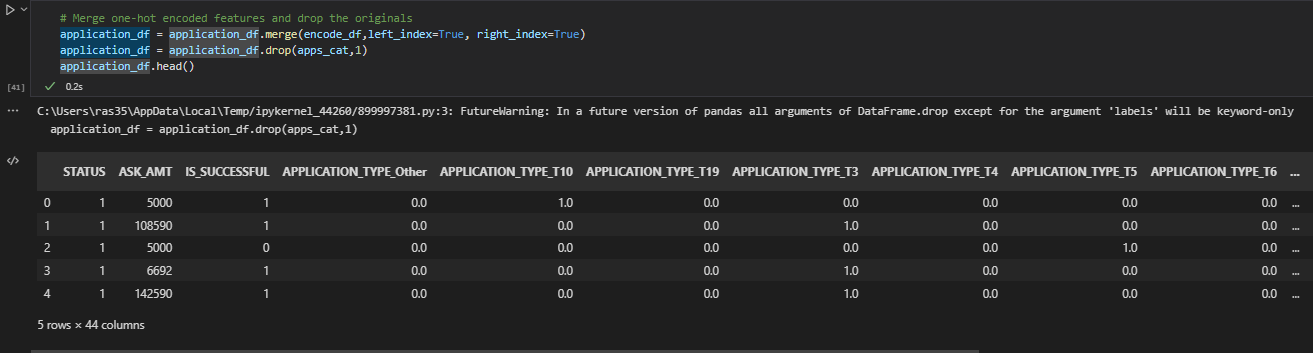 # Merge one-hot encoded features and drop the originals
application_df = application_df.merge(encode_df,left_index=True, right_index=True)
application_df = application_df.drop(apps_cat,1)
application_df.head()
[41]
0.2s
... C:\Users\ras35\AppData\Local\Temp/ipykernel_44260/899997381.py:3: FutureWarning: In a future version of pandas all arguments of DataFrame.drop except for the argument 'labels' will be keyword-only
application_df = application_df.drop(apps_cat,1)
</> STATUS ASK_AMT IS_SUCCESSFUL APPLICATION_TYPE_Other APPLICATION_TYPE_T10 APPLICATION_TYPE_T19 APPLICATION_TYPE_T3 APPLICATION_TYPE_T4 APPLICATION_TYPE_T5 APPLICATION_TYPE_T6 ...
0 1 5000 1 0.0 1.0 0.0 0.0 0.0 0.0 0.0 ...
1 1 108590 1 0.0 0.0 0.0 1.0 0.0 0.0 0.0 ...
2 1 5000 0 0.0 0.0 0.0 0.0 0.0 1.0 0.0 ...
3 1 6692 1 0.0 0.0 0.0 1.0 0.0 0.0 0.0 ...
4 1 142590 1 0.0 0.0 0.0 1.0 0.0 0.0 0.0 ...
5 rows × 44 columns